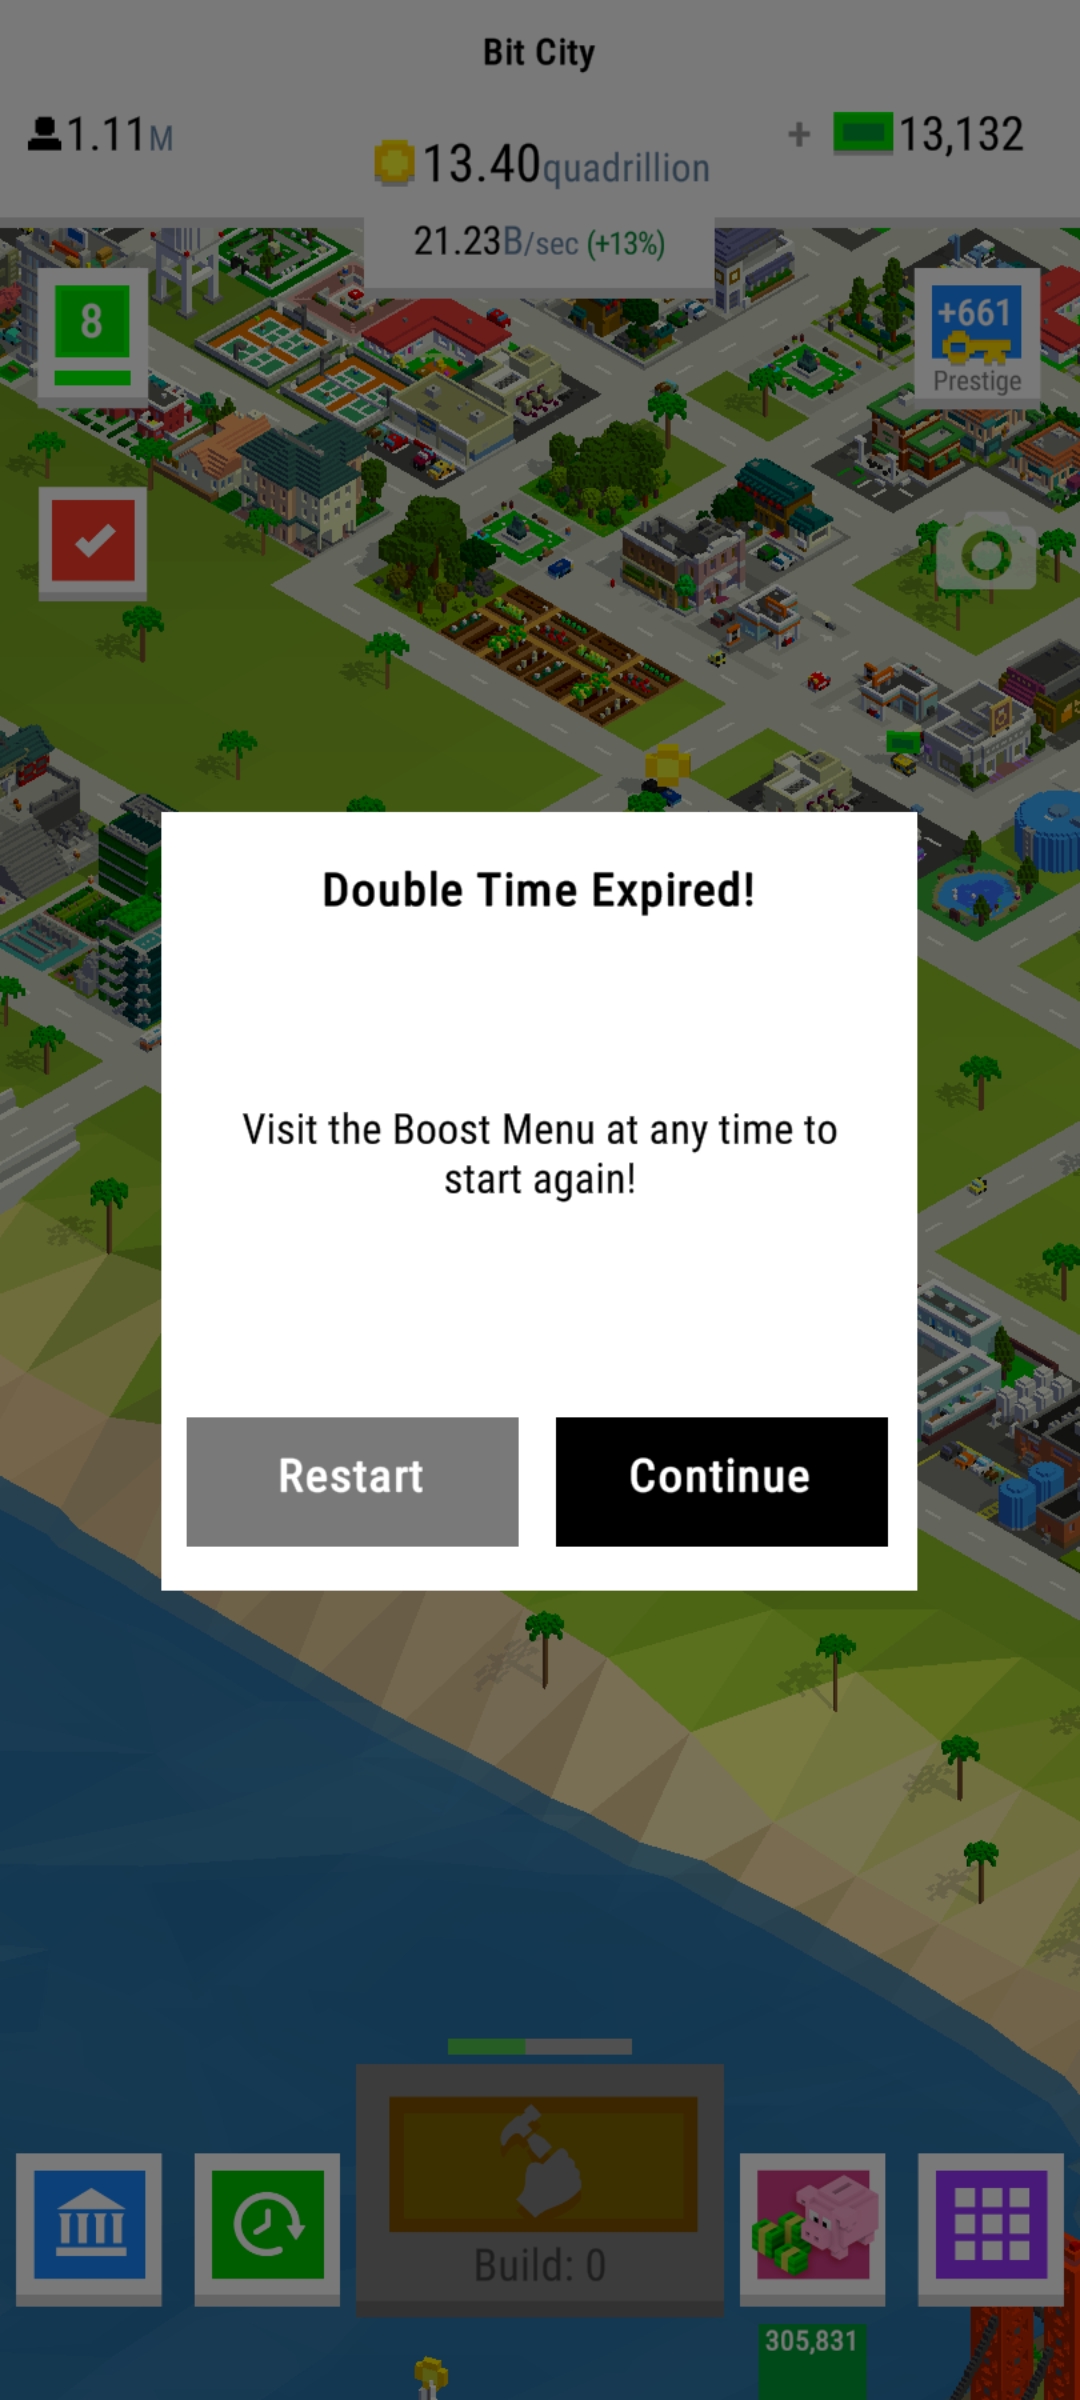 Bit City
1.11M
13.40quadrillion
+ 13,132
21.23B/sec (+13%)
8
+661
Prestige
Double Time Expired!
Visit the Boost Menu at any time to
start again!
Restart
Continue
Build: 0
305,831